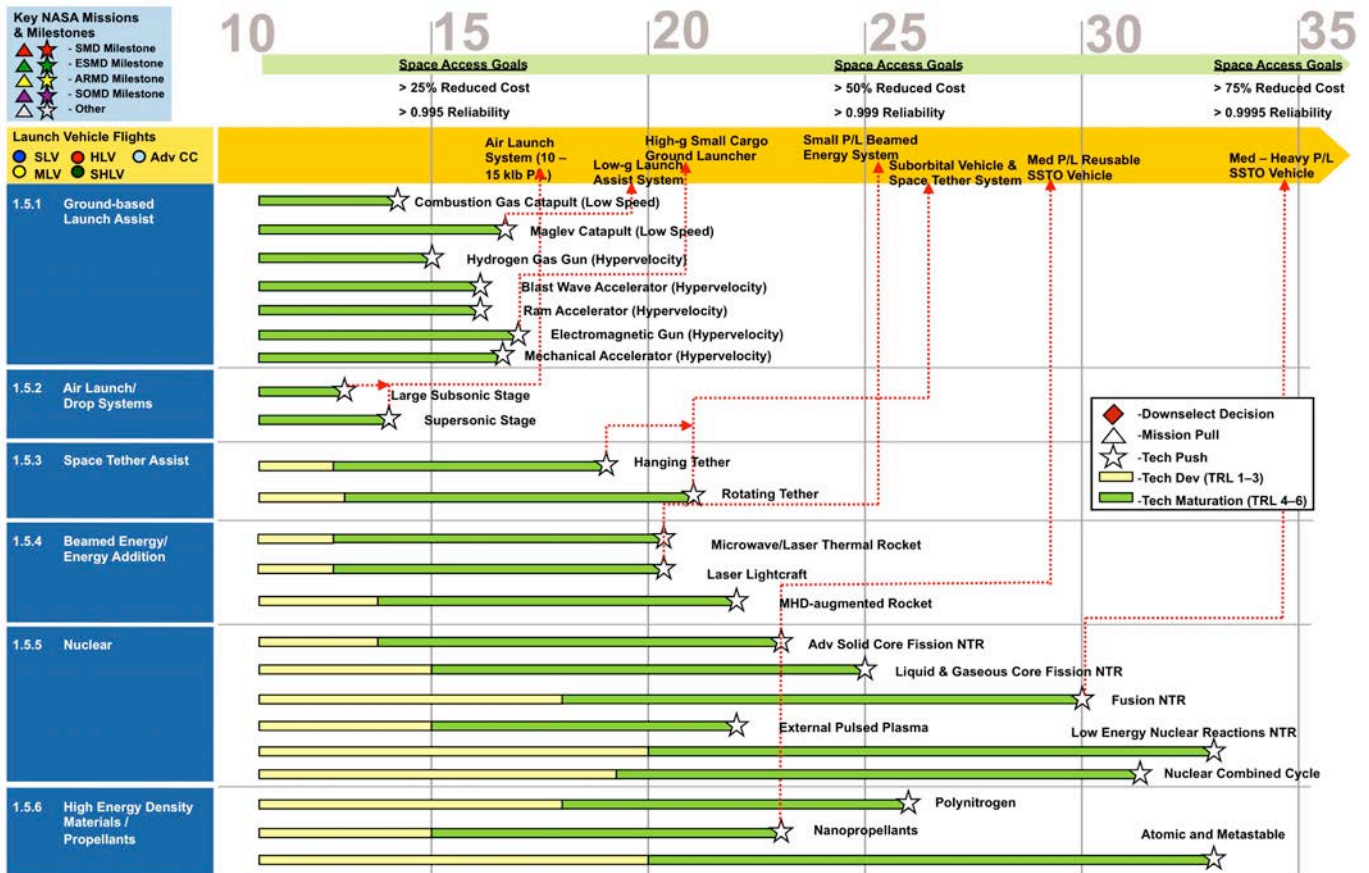 Key NASA Missions
& Milestones
- SMD Milestone
- ESMD Milestone
- ARMD Milestone
- SOMD Milestone
- Other
10 15 20 25 30 35
Space Access Goals
> 25% Reduced Cost
> 0.995 Reliability
Space Access Goals
> 50% Reduced Cost
> 0.999 Reliability
Space Access Goals
> 75% Reduced Cost
> 0.9995 Reliability
Launch Vehicle Flights
SLV HLV Adv CC
MLV SHLV
Air Launch
System (10 –
15 klb P/L)
Low-g Launch
Assist System
High-g Small Cargo
Ground Launcher
Small P/L Beamed
Energy System
Suborbital Vehicle &
Space Tether System
Med P/L Reusable
SSTO Vehicle
Med – Heavy P/L
SSTO Vehicle
1.5.1 Ground-based
Launch Assist
Combustion Gas Catapult (Low Speed)
Maglev Catapult (Low Speed)
Hydrogen Gas Gun (Hypervelocity)
Blast Wave Accelerator (Hypervelocity)
Ram Accelerator (Hypervelocity)
Electromagnetic Gun (Hypervelocity)
Mechanical Accelerator (Hypervelocity)
1.5.2 Air Launch/
Drop Systems
Large Subsonic Stage
Supersonic Stage
-Downselect Decision
-Mission Pull
-Tech Push
-Tech Dev (TRL 1–3)
-Tech Maturation (TRL 4–6)
1.5.3 Space Tether Assist
Hanging Tether
Rotating Tether
1.5.4 Beamed Energy/
Energy Addition
Microwave/Laser Thermal Rocket
Laser Lightcraft
MHD-augmented Rocket
1.5.5 Nuclear
Adv Solid Core Fission NTR
Liquid & Gaseous Core Fission NTR
Fusion NTR
External Pulsed Plasma
Low Energy Nuclear Reactions NTR
Nuclear Combined Cycle
1.5.6 High Energy Density
Materials /
Propellants
Polynitrogen
Nanopropellants
Atomic and Metastable